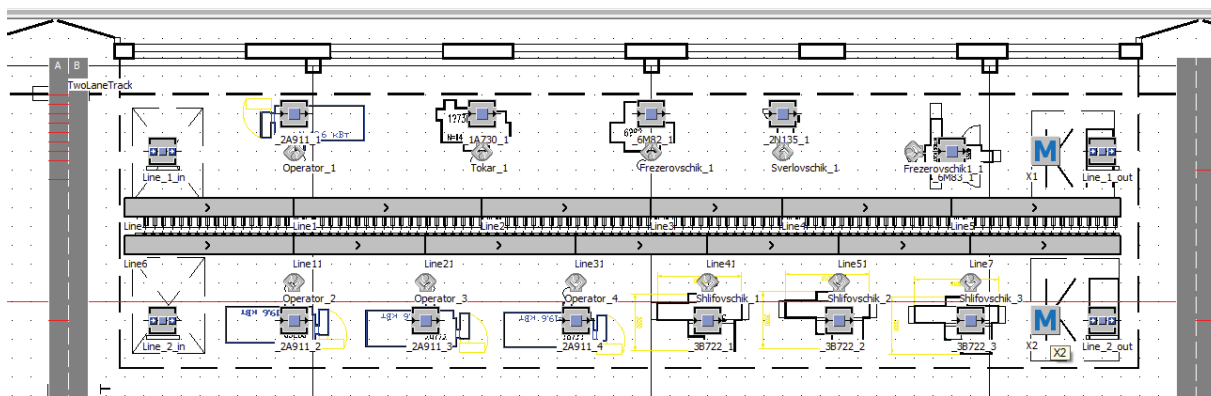 A B
TwoLaneTrack
_2A911_1
_1A730_1
_6M82_1
_2N135_1
Operator_1
Tokar_1
Frezerovschik_1
Sverlovschik_1
Frezerovschik1_1
_6M83_1
Line_1_in
M
X1
Line_1_out
Line
Line1
Line2
Line3
Line4
Line5
Line6
Line11
Line21
Line31
Line41
Line51
Line7
Operator_2
Operator_3
Operator_4
Shlifovschik_1
Shlifovschik_2
Shlifovschik_3
Line_2_in
_2A911_2
_2A911_3
_2A911_4
_3B722_1
_3B722_2
_3B722_3
M
X2
X2
Line_2_out